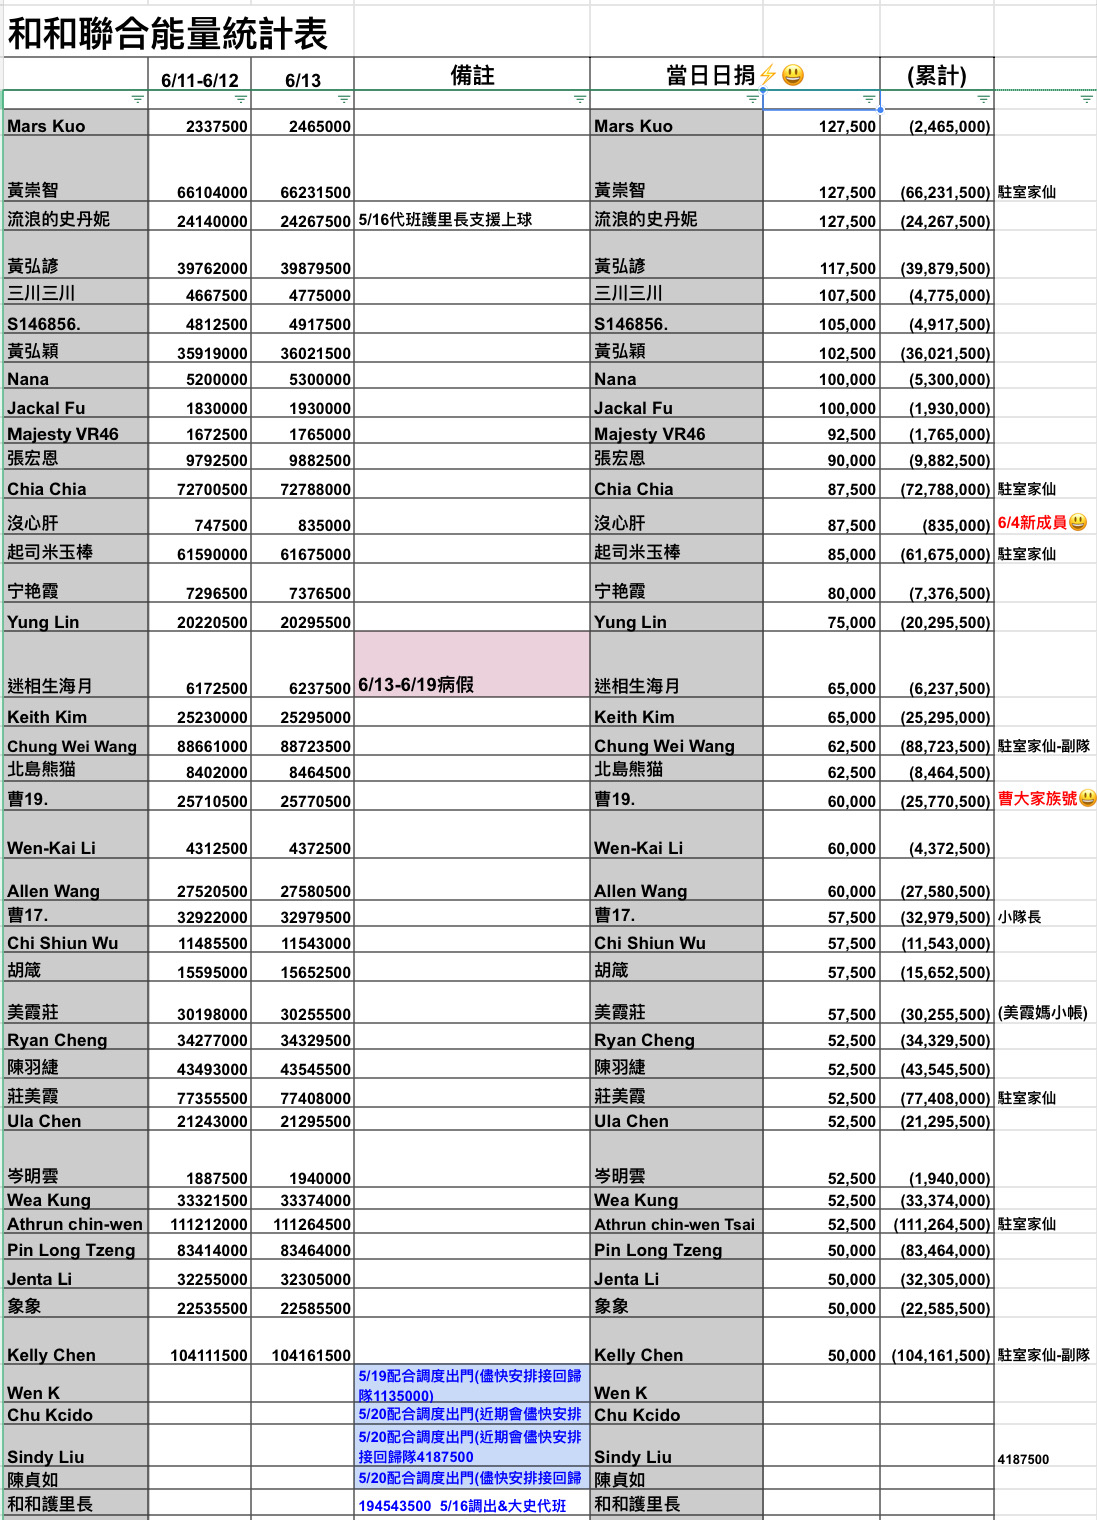 和和聯合能量統計表
6/11-6/12 6/13 備註 當日日捐⚡😃 (累計)
Mars Kuo 2337500 2465000 Mars Kuo 127,500 (2,465,000)
黃崇智 66104000 66231500 黃崇智 127,500 (66,231,500) 駐室家仙
流浪的史丹妮 24140000 24267500 5/16代班護里長支援上球 流浪的史丹妮 127,500 (24,267,500)
黃弘諺 39762000 39879500 黃弘諺 117,500 (39,879,500)
三川三川 4667500 4775000 三川三川 107,500 (4,775,000)
S146856. 4812500 4917500 S146856. 105,000 (4,917,500)
黃弘穎 35919000 36021500 黃弘穎 102,500 (36,021,500)
Nana 5200000 5300000 Nana 100,000 (5,300,000)
Jackal Fu 1830000 1930000 Jackal Fu 100,000 (1,930,000)
Majesty VR46 1672500 1765000 Majesty VR46 92,500 (1,765,000)
張宏恩 9792500 9882500 張宏恩 90,000 (9,882,500)
Chia Chia 72700500 72788000 Chia Chia 87,500 (72,788,000) 駐室家仙
沒心肝 747500 835000 沒心肝 87,500 (835,000) 6/4新成員😃
起司米玉棒 61590000 61675000 起司米玉棒 85,000 (61,675,000) 駐室家仙
宁艳霞 7296500 7376500 宁艳霞 80,000 (7,376,500)
Yung Lin 20220500 20295500 Yung Lin 75,000 (20,295,500)
迷相生海月 6172500 6237500 6/13-6/19病假 迷相生海月 65,000 (6,237,500)
Keith Kim 25230000 25295000 Keith Kim 65,000 (25,295,000)
Chung Wei Wang 88661000 88723500 Chung Wei Wang 62,500 (88,723,500) 駐室家仙-副隊
北島熊猫 8402000 8464500 北島熊猫 62,500 (8,464,500)
曹19. 25710500 25770500 曹19. 60,000 (25,770,500) 曹大家族號😃
Wen-Kai Li 4312500 4372500 Wen-Kai Li 60,000 (4,372,500)
Allen Wang 27520500 27580500 Allen Wang 60,000 (27,580,500)
曹17. 32922000 32979500 曹17. 57,500 (32,979,500) 小隊長
Chi Shiun Wu 11485500 11543000 Chi Shiun Wu 57,500 (11,543,000)
胡箴 15595000 15652500 胡箴 57,500 (15,652,500)
美霞莊 30198000 30255500 美霞莊 57,500 (30,255,500) (美霞媽小帳)
Ryan Cheng 34277000 34329500 Ryan Cheng 52,500 (34,329,500)
陳羽緁 43493000 43545500 陳羽緁 52,500 (43,545,500)
莊美霞 77355500 77408000 莊美霞 52,500 (77,408,000) 駐室家仙
Ula Chen 21243000 21295500 Ula Chen 52,500 (21,295,500)
岑明雲 1887500 1940000 岑明雲 52,500 (1,940,000)
Wea Kung 33321500 33374000 Wea Kung 52,500 (33,374,000)
Athrun chin-wen 111212000 111264500 Athrun chin-wen Tsai 52,500 (111,264,500) 駐室家仙
Pin Long Tzeng 83414000 83464000 Pin Long Tzeng 50,000 (83,464,000)
Jenta Li 32255000 32305000 Jenta Li 50,000 (32,305,000)
象象 22535500 22585500 象象 50,000 (22,585,500)
Kelly Chen 104111500 104161500 Kelly Chen 50,000 (104,161,500) 駐室家仙-副隊
5/19配合調度出門(儘快安排接回歸
Wen K 隊1135000) Wen K
Chu Kcido 5/20配合調度出門(近期會儘快安排 Chu Kcido
5/20配合調度出門(近期會儘快安排
Sindy Liu 接回歸隊4187500 Sindy Liu 4187500
陳貞如 5/20配合調度出門(儘快安排接回歸 陳貞如
和和護里長 194543500 5/16調出&大史代班 和和護里長